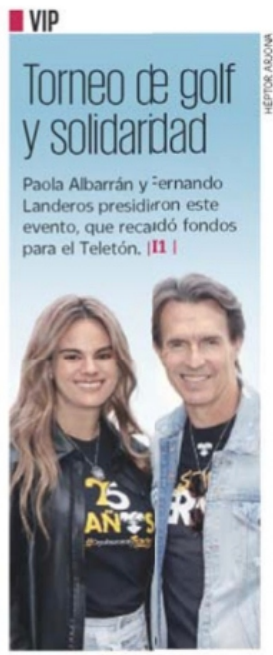 VIP
HÉCTOR ARJONA
Torneo de golf
y solidaridad
Paola Albarrán y Fernando
Landeros presidieron este
evento, que recaudó fondos
para el Teletón. |I1|
25
AÑOS